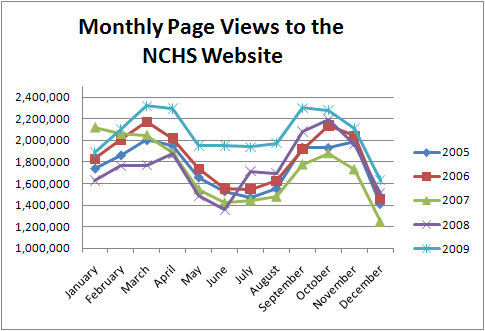 Monthly Page Views to the
NCHS Website
2,400,000
2,200,000
2,000,000
1,800,000
1,600,000
1,400,000
1,200,000
1,000,000
January
February
March
April
May
June
July
August
September
October
November
December
2005
2006
2007
2008
2009